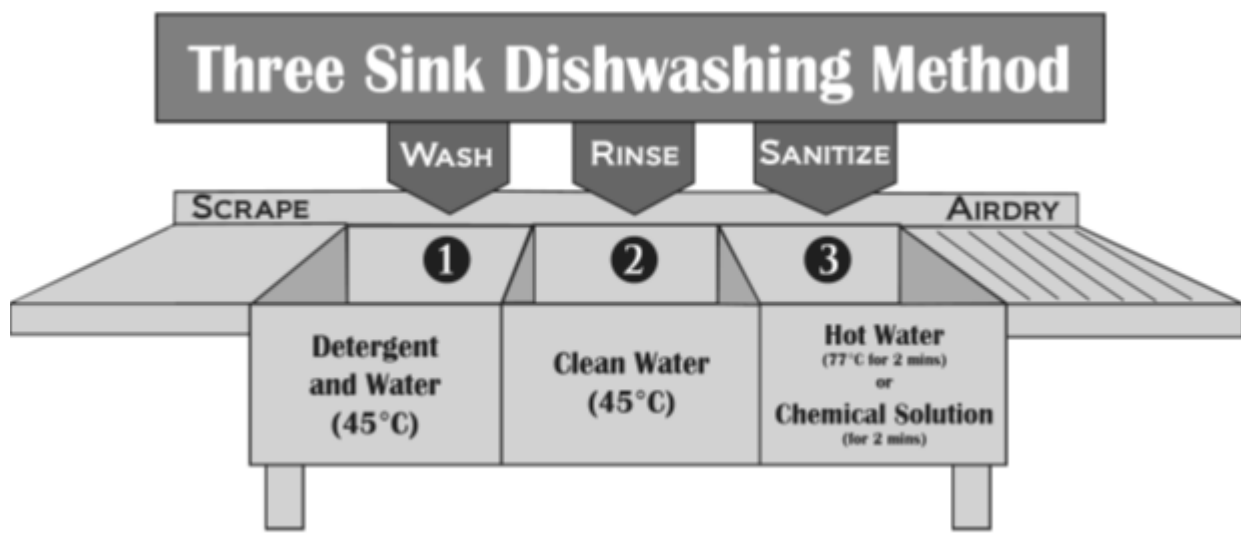 Three Sink Dishwashing Method
WASH
RINSE
SANITIZE
SCRAPE
AIRDRY
1
2
3
Detergent
and Water
(45°C)
Clean Water
(45°C)
Hot Water
(77°C for 2 mins)
or
Chemical Solution
(for 2 mins)